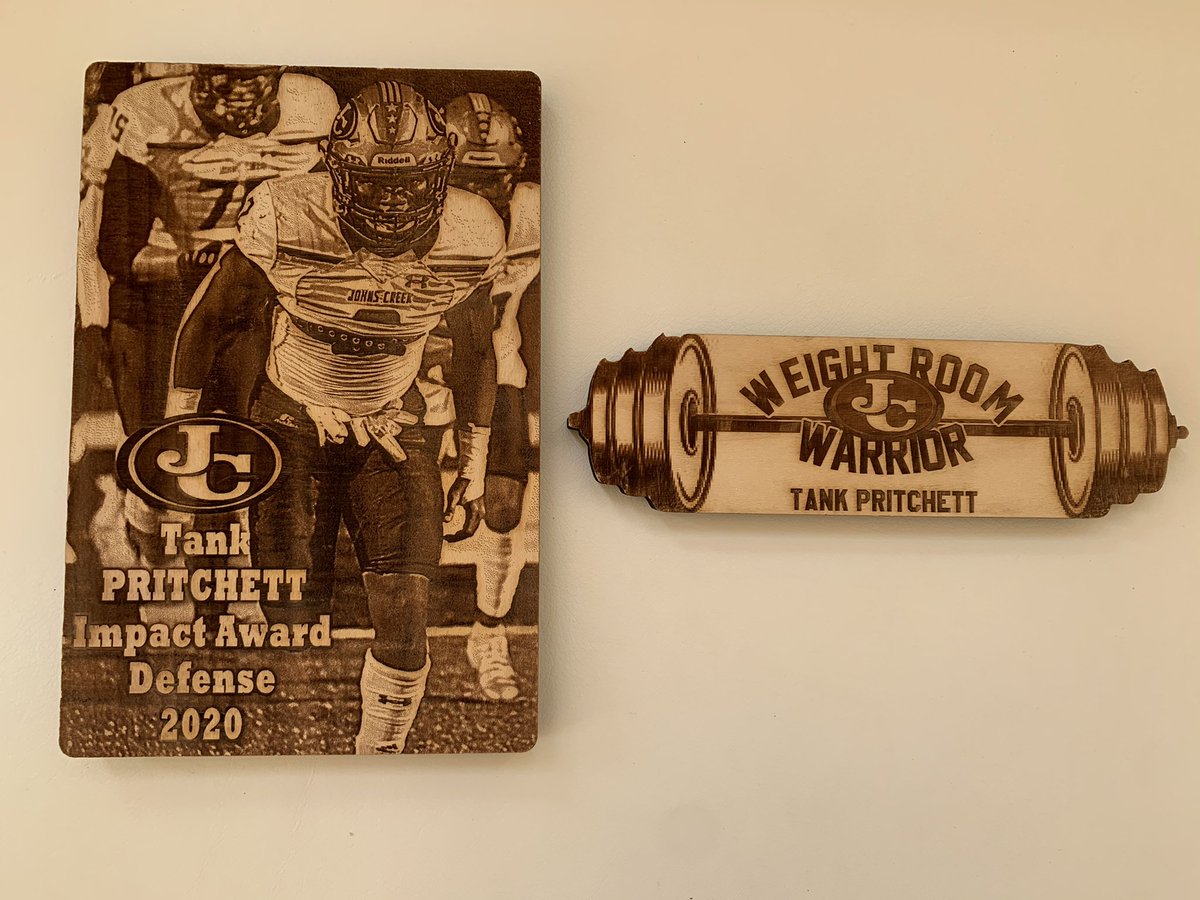 Riddell
JOHNS CREEK
JC
Tank
PRITCHETT
Impact Award
Defense
2020
WEIGHT ROOM
JC
WARRIOR
TANK PRITCHETT